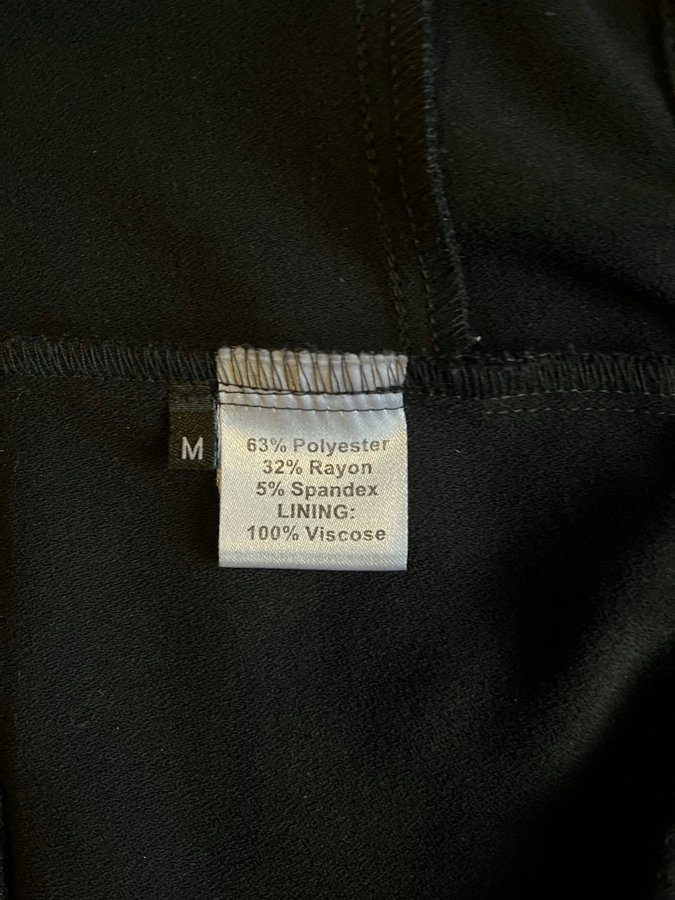 M
63% Polyester
32% Rayon
5% Spandex
LINING:
100% Viscose